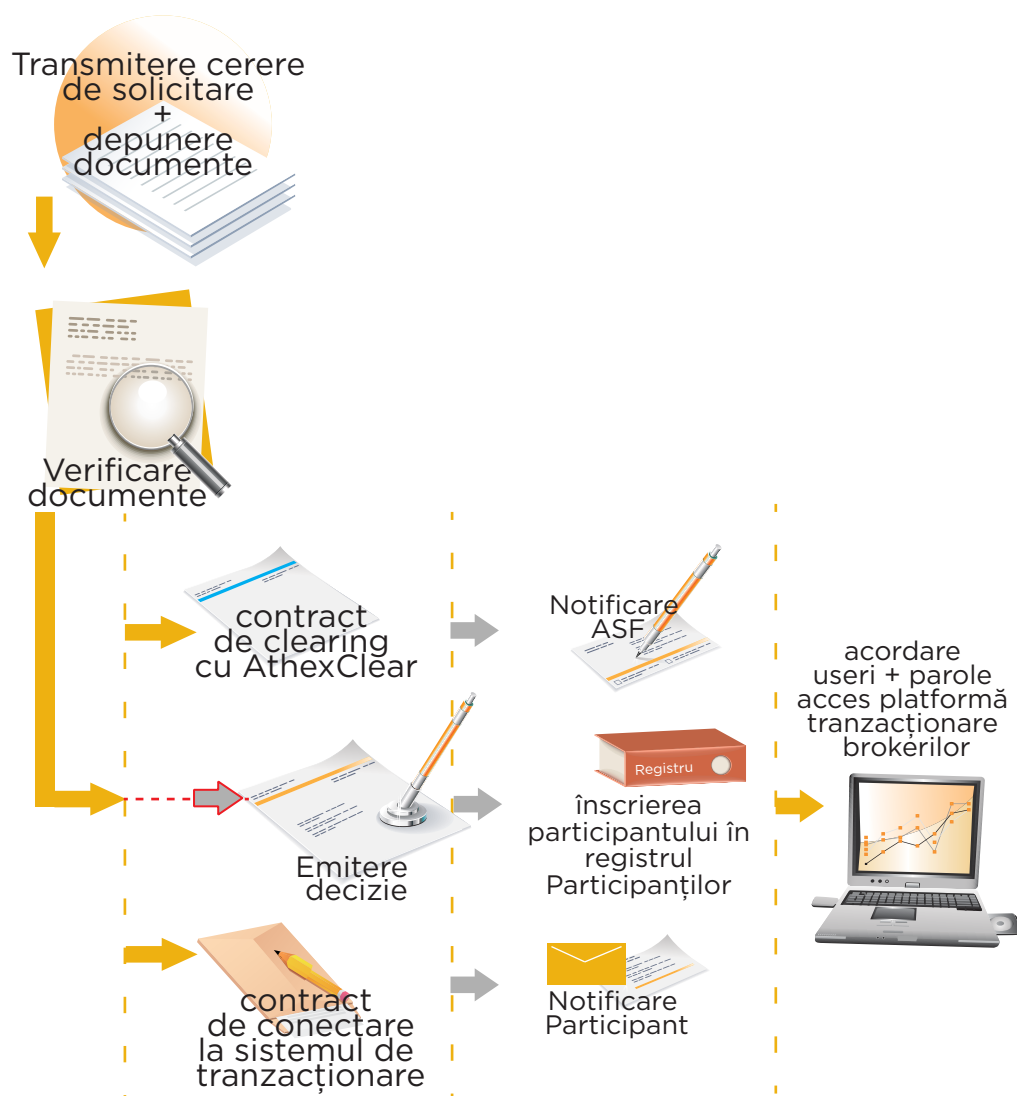 Transmitere cerere
de solicitare
+
depunere
documente
Verificare
documente
contract
de clearing
cu AthexClear
Notificare
ASF
acordare
useri + parole
acces platformă
tranzacționare
brokerilor
Emitere
decizie
Registru
înscrierea
participantului în
registrul
Participanților
contract
de conectare
la sistemul de
tranzacționare
Notificare
Participant